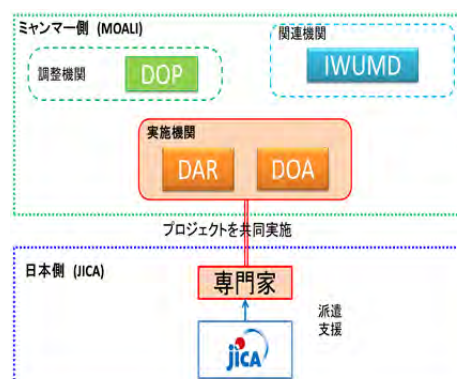 ミャンマー側 (MOALI)
関連機関
調整機関
DOP
IWUMD
実施機関
DAR
DOA
プロジェクトを共同実施
日本側 (JICA)
専門家
派遣
支援
jICA